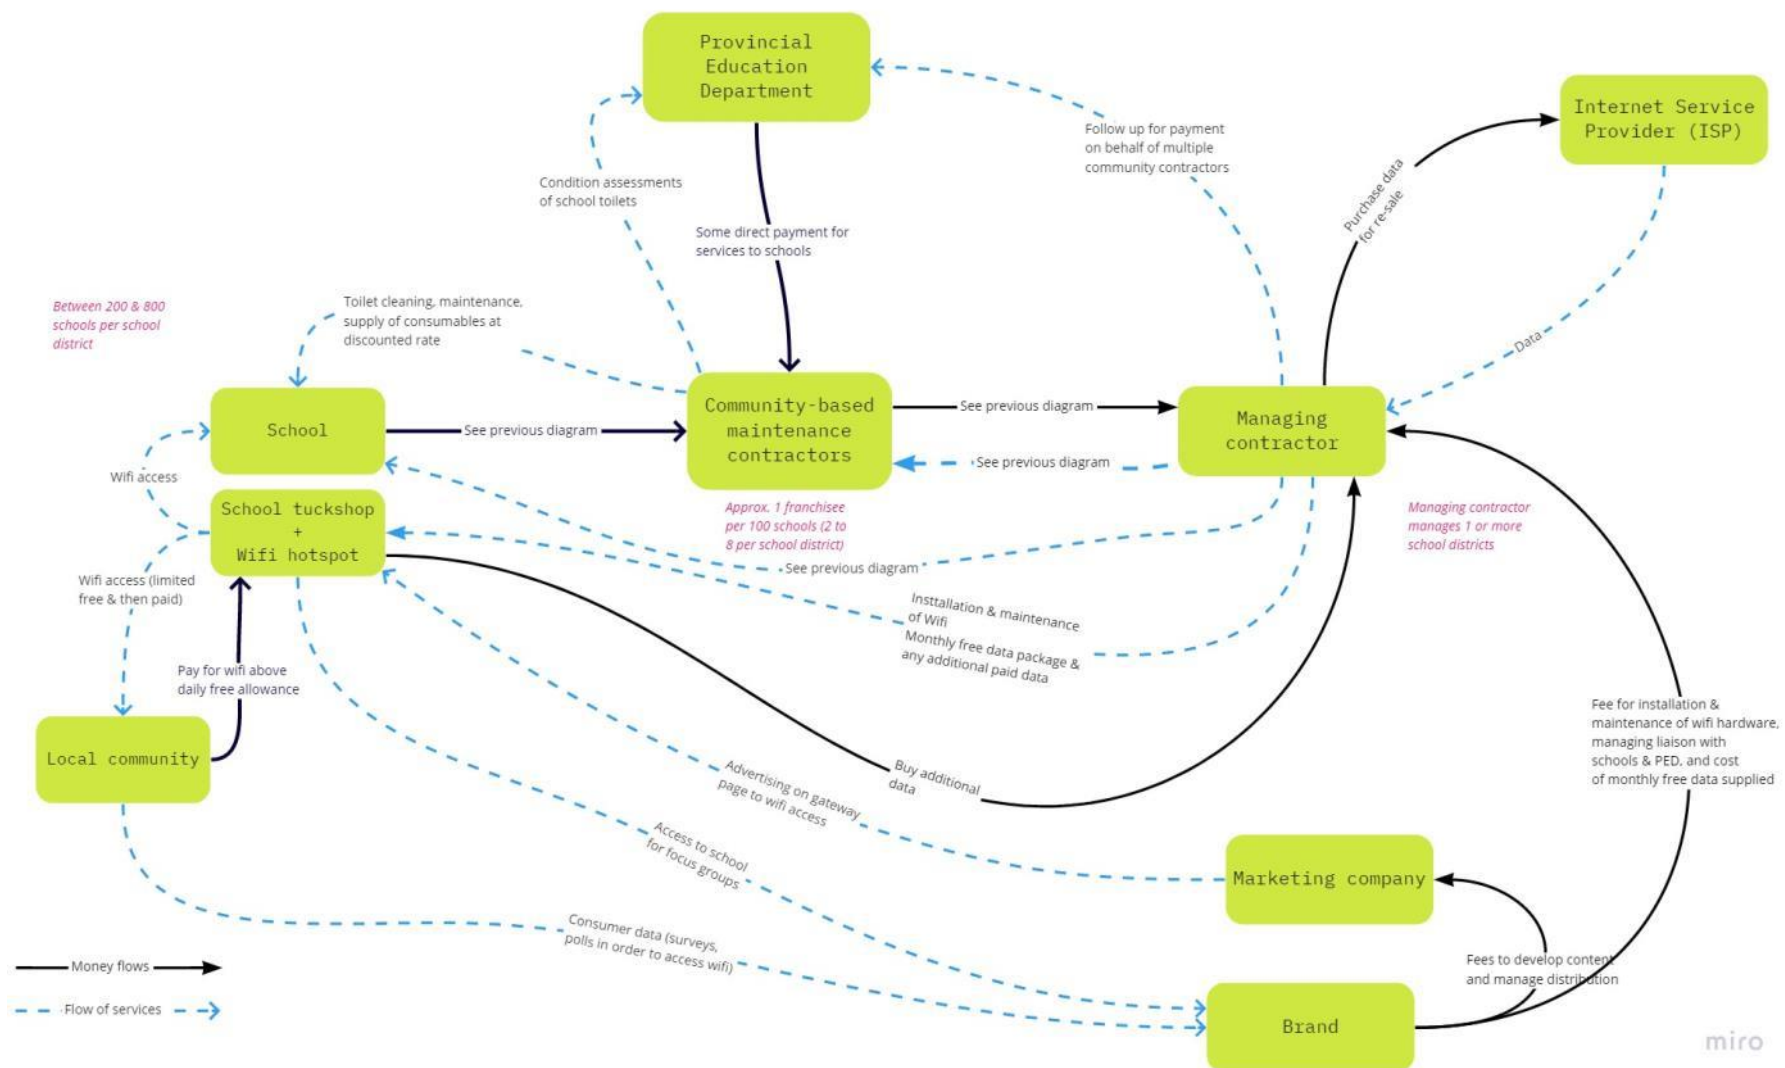 Provincial
Education
Department
Internet Service
Provider (ISP)
Follow up for payment
on behalf of multiple
community contractors
Condition assessments
of school toilets
Purchase data
for re-sale
Some direct payment for
services to schools
Between 200 & 800
schools per school
district
Toilet cleaning, maintenance,
supply of consumables at
discounted rate
Data
School
See previous diagram
Community-based
maintenance
contractors
See previous diagram
Managing
contractor
See previous diagram
Wifi access
School tuckshop
+
Wifi hotspot
Approx. 1 franchisee
per 100 schools (2 to
8 per school district)
Managing contractor
manages 1 or more
school districts
See previous diagram
Wifi access (limited
free & then paid)
Insttallation & maintenance
of Wifi
Monthly free data package &
any additional paid data
Pay for wifi above
daily free allowance
Local community
Fee for installation &
maintenance of wifi hardware,
managing liaison with
schools & PED, and cost
of monthly free data supplied
Buy additional
data
Advertising on gateway
page to wifi access
Access to school
for focus groups
Marketing company
Consumer data (surveys,
polls in order to access wifi)
Money flows
Fees to develop content
and manage distribution
Flow of services
Brand
miro